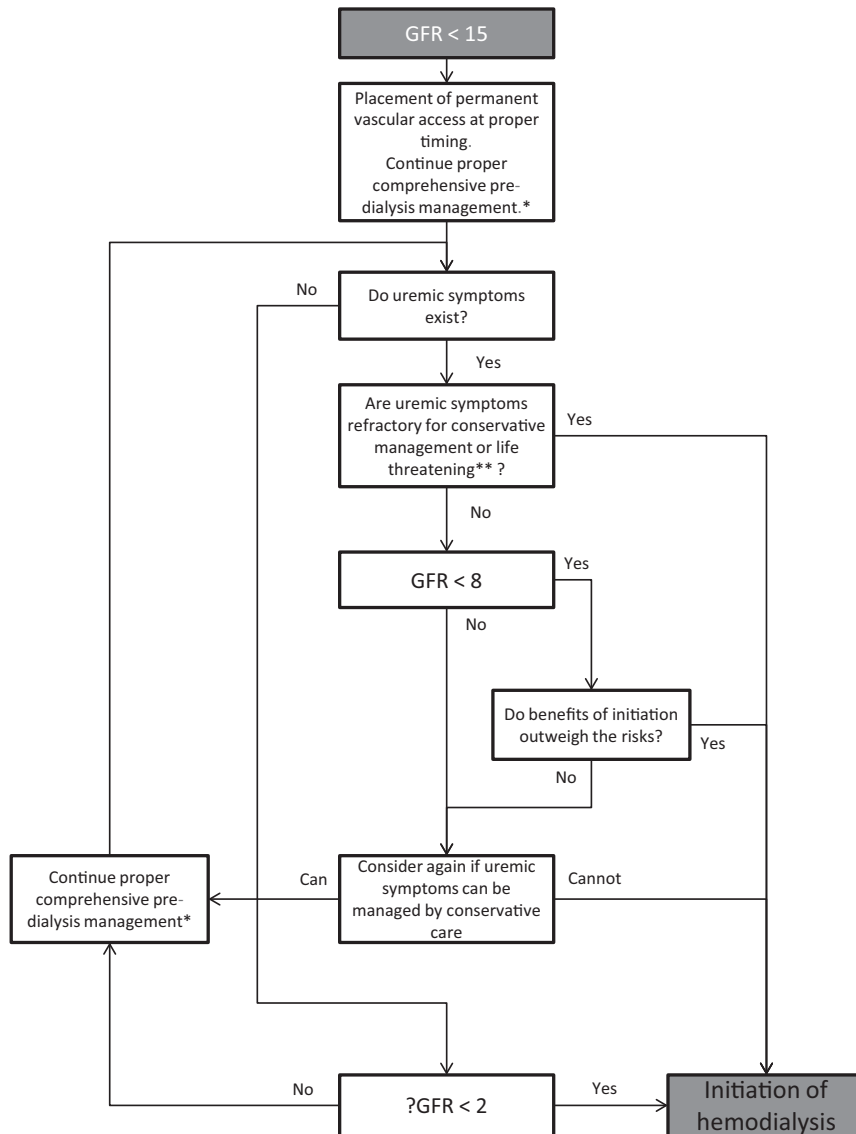 GFR < 15
Placement of permanent
vascular access at proper
timing.
Continue proper
comprehensive pre-
dialysis management.*
No
Do uremic symptoms
exist?
Yes
Are uremic symptoms
refractory for conservative
management or life
threatening** ?
Yes
No
GFR < 8
Yes
No
Do benefits of initiation
outweigh the risks?
Yes
No
Continue proper
comprehensive pre-
dialysis management*
Can
Consider again if uremic
symptoms can be
managed by conservative
care
Cannot
No
?GFR < 2
Yes
Initiation of
hemodialysis